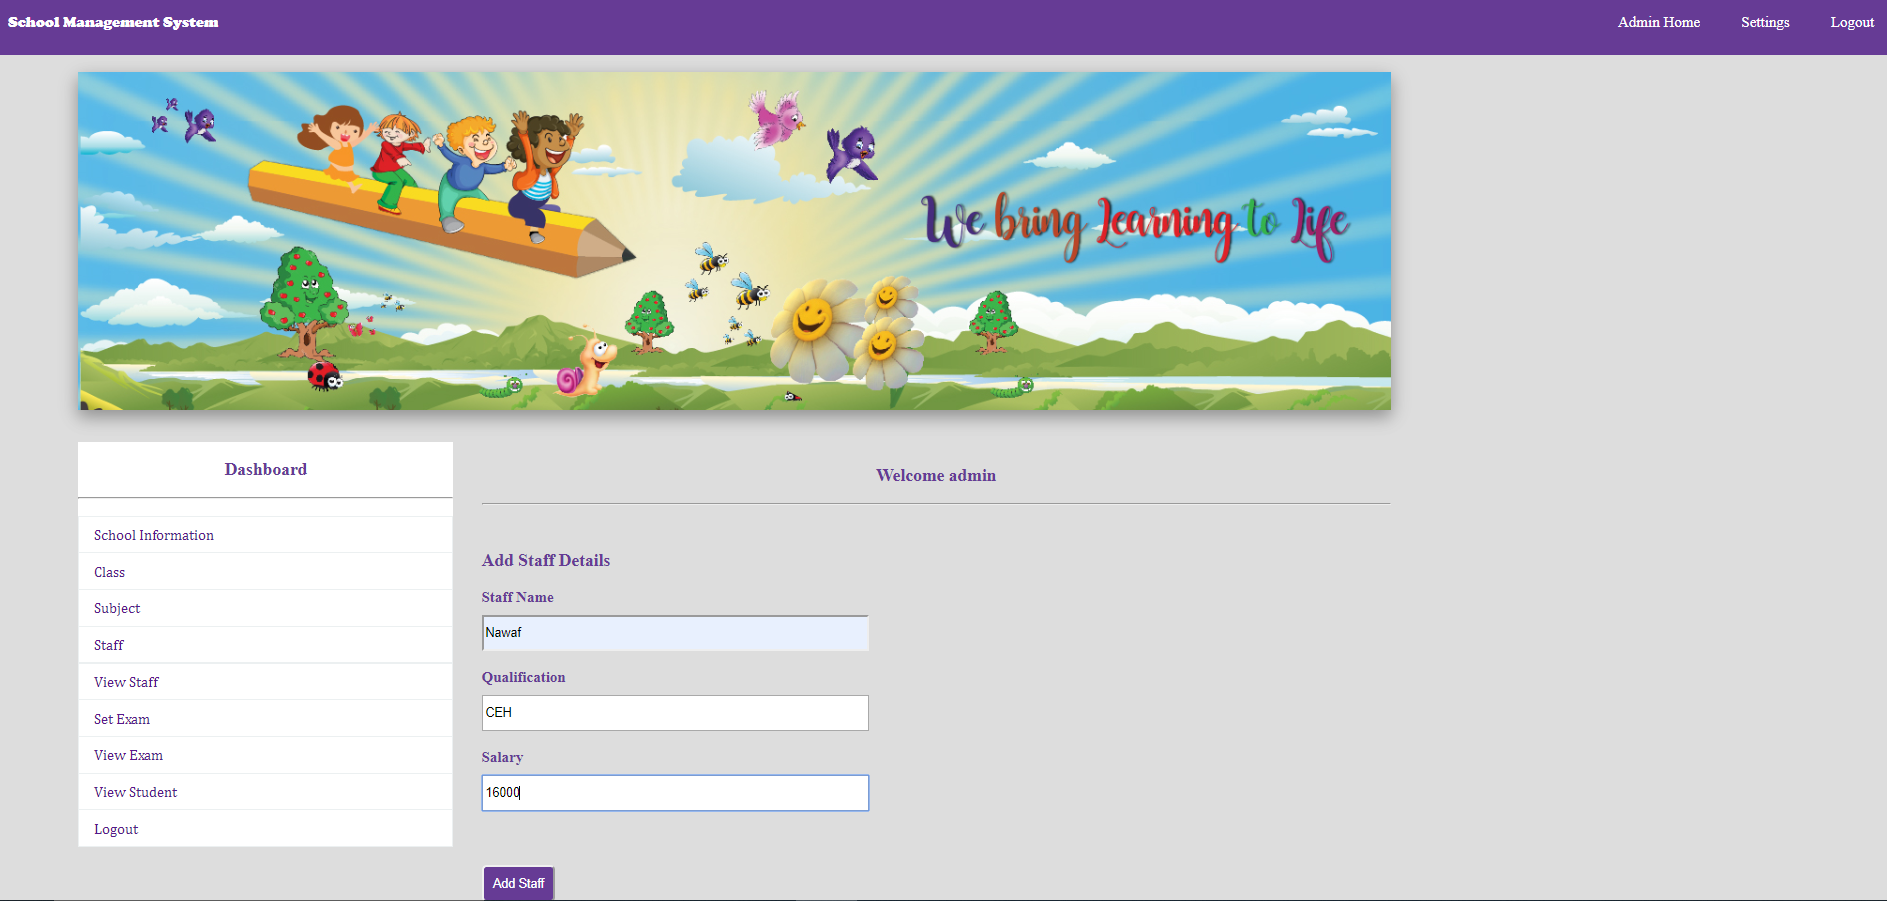 School Management System
Admin Home Settings Logout
We bring Learning to Life
Dashboard
School Information
Class
Subject
Staff
View Staff
Set Exam
View Exam
View Student
Logout
Welcome admin
Add Staff Details
Staff Name
Nawaf
Qualification
CEH
Salary
16000
Add Staff